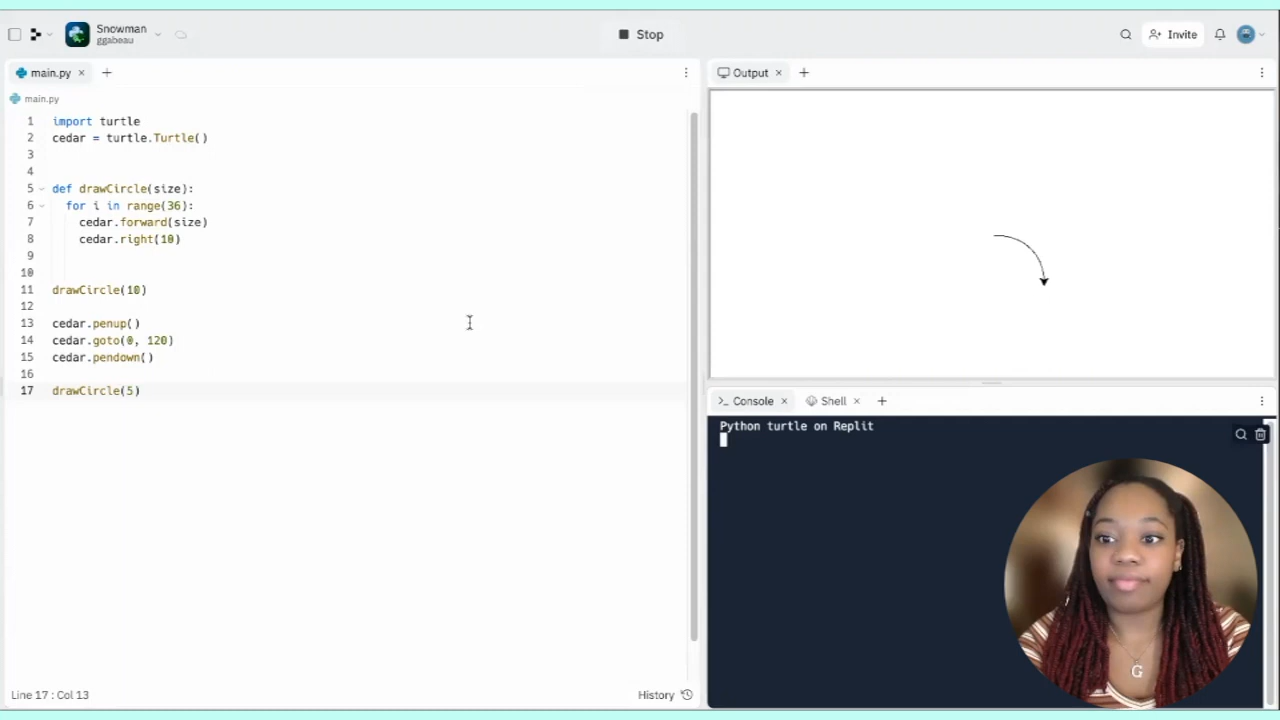 Snowman
ggabeau
Stop
Invite
main.py
main.py
1 import turtle
2 cedar = turtle.Turtle()
3
4
5 def drawCircle(size):
6 for i in range(36):
7 cedar.forward(size)
8 cedar.right(10)
9
10
11 drawCircle(10)
12
13 cedar.penup()
14 cedar.goto(0, 120)
15 cedar.pendown()
16
17 drawCircle(5)
Line 17 : Col 13
History
Output
Console
Shell
Python turtle on Replit
G